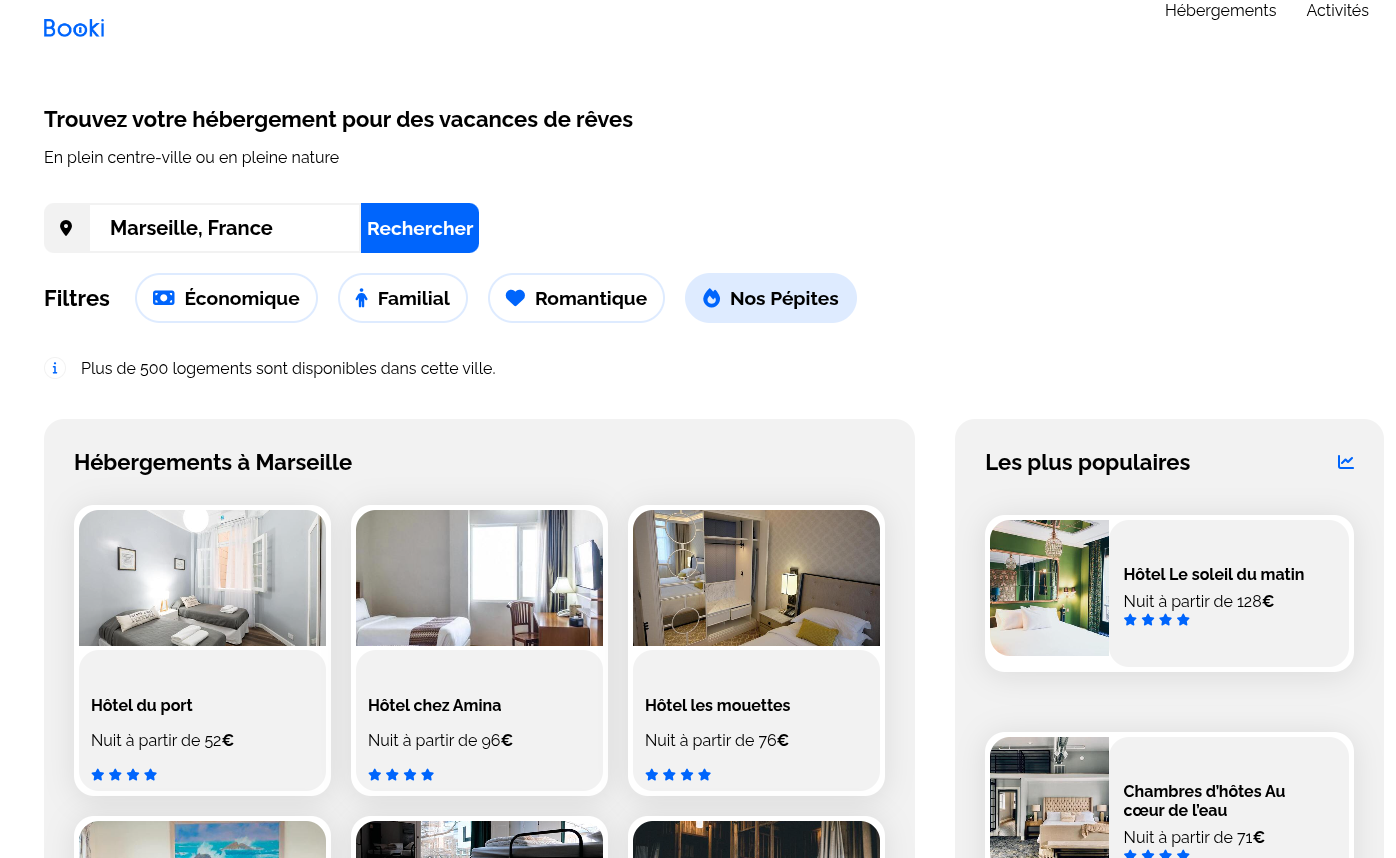 Booki
Hébergements
Activités
Trouvez votre hébergement pour des vacances de rêves
En plein centre-ville ou en pleine nature
Marseille, France
Rechercher
Filtres
Économique
Familial
Romantique
Nos Pépites
Plus de 500 logements sont disponibles dans cette ville.
Hébergements à Marseille
Hôtel du port
Nuit à partir de 52€
Hôtel chez Amina
Nuit à partir de 96€
Hôtel les mouettes
Nuit à partir de 76€
Les plus populaires
Hôtel Le soleil du matin
Nuit à partir de 128€
Chambres d’hôtes Au
cœur de l’eau
Nuit à partir de 71€